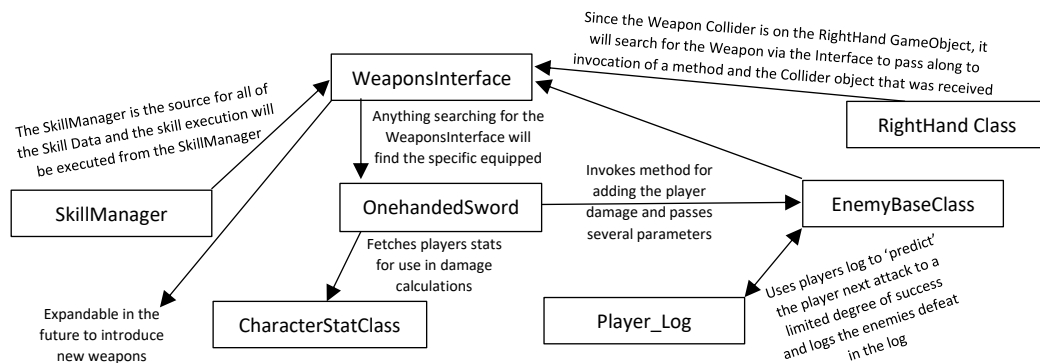 Since the Weapon Collider is on the RightHand GameObject, it
will search for the Weapon via the Interface to pass along to
invocation of a method and the Collider object that was received
WeaponsInterface
The SkillManager is the source for all of
the Skill Data and the skill execution will
be executed from the SkillManager
Anything searching for the
WeaponsInterface will
find the specific equipped
RightHand Class
SkillManager
OnehandedSword
Invokes method for
adding the player
damage and passes
several parameters
EnemyBaseClass
Fetches players stats
for use in damage
calculations
Uses players log to ‘predict’
the player next attack to a
limited degree of success
and logs the enemies defeat
in the log
Expandable in the
future to introduce
new weapons
CharacterStatClass
Player_Log